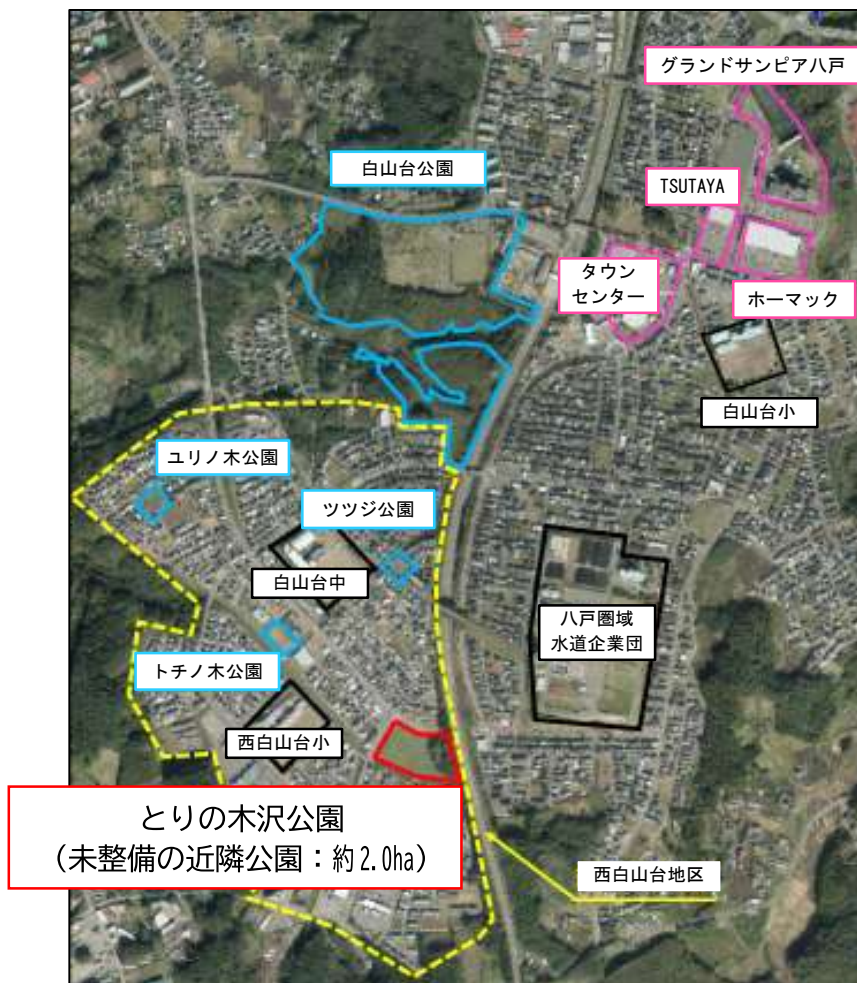 グランドサンピア八戸
白山台公園
TSUTAYA
タウン
センター
ホーマック
白山台小
ユリノ木公園
ツツジ公園
白山台中
八戸圏域
水道企業団
トチノ木公園
西白山台小
とりの木沢公園
（未整備の近隣公園：約2.0ha）
西白山台地区